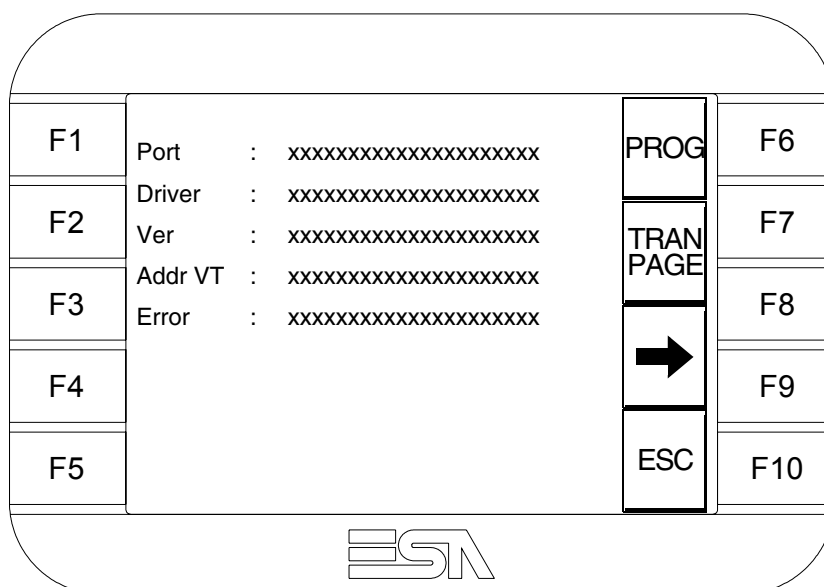 F1
F2
F3
F4
F5
Port : xxxxxxxxxxxxxxxxxxxxx
Driver : xxxxxxxxxxxxxxxxxxxxx
Ver : xxxxxxxxxxxxxxxxxxxxx
Addr VT : xxxxxxxxxxxxxxxxxxxxx
Error : xxxxxxxxxxxxxxxxxxxxx
PROG
TRAN
PAGE
ESC
F6
F7
F8
F9
F10
ESA